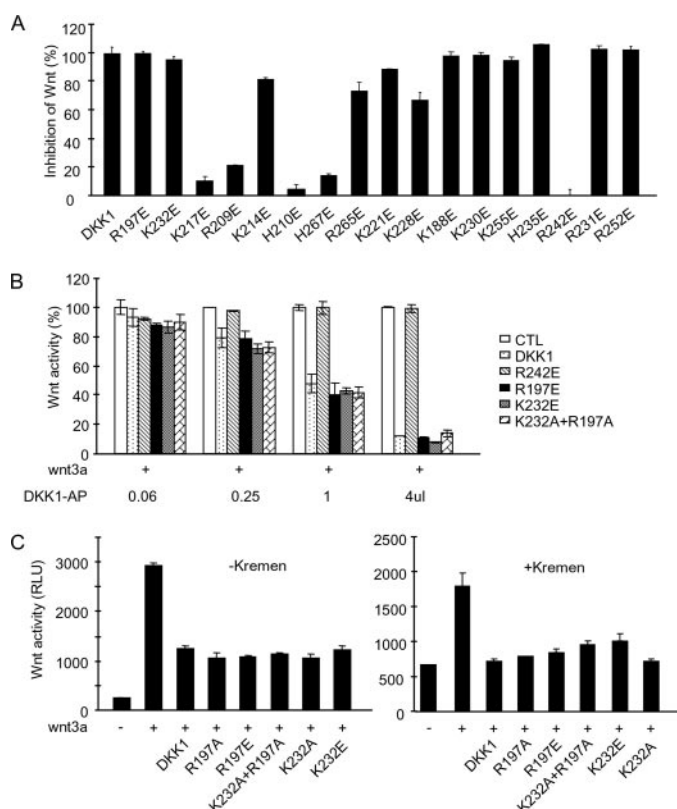 A
Inhibition of Wnt (%)
120
100
80
60
40
20
0
DKK1
R197E
K232E
K217E
R209E
K214E
H210E
H267E
R265E
K221E
K228E
K188E
K230E
K255E
H235E
R242E
R231E
R252E
B
Wnt activity (%)
120
100
80
60
40
20
0
CTL
DKK1
R242E
R197E
K232E
K232A+R197A
wnt3a + + + +
DKK1-AP 0.06 0.25 1 4ul
C
Wnt activity (RLU)
3000
2000
1000
0
-Kremen
wnt3a - + + + + + + +
DKK1
R197A
R197E
K232A+R197A
K232A
K232E
2500
2000
1500
1000
500
0
+Kremen
- + + + + + + +
DKK1
R197A
R197E
K232A+R197A
K232E
K232A